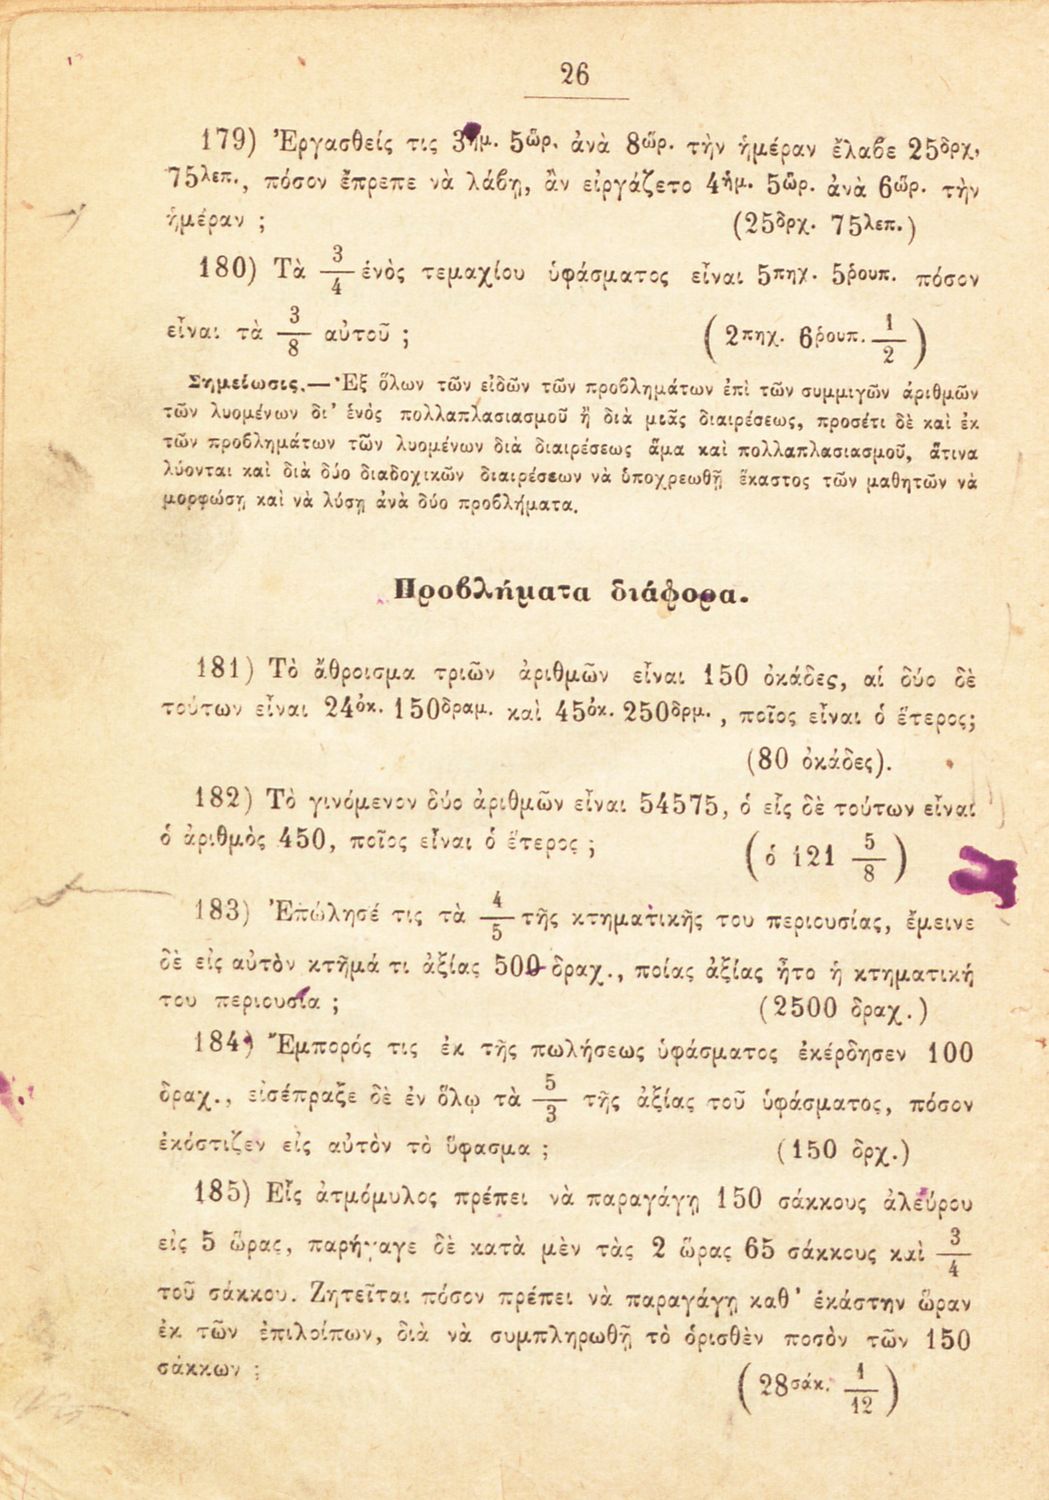 26
179) Ἐργασθείς τις 3ἡμ. 5ὥρ. ἀνὰ 8ὥρ. τὴν ἡμέραν ἔλαβε 25δρχ.
75λεπ., πόσον ἔπρεπε νὰ λάβῃ, ἂν εἰργάζετο 4ἡμ. 5ὥρ. ἀνὰ 6ὥρ. τὴν
ἡμέραν ; (25δρχ. 75λεπ.)
180) Τὰ 3/4 ἑνὸς τεμαχίου ὑφάσματος εἶναι 5πηχ. 5ῥουπ. πόσον
εἶναι τὰ 3/8 αὐτοῦ ; (2πηχ. 6ῥουπ. 1/2)
Σημείωσις.—Ἐξ ὅλων τῶν εἰδῶν τῶν προβλημάτων ἐπὶ τῶν συμμιγῶν ἀριθμῶν
τῶν λυομένων δι' ἑνὸς πολλαπλασιασμοῦ ἢ διὰ μιᾶς διαιρέσεως, προσέτι δὲ καὶ ἐκ
τῶν προβλημάτων τῶν λυομένων διὰ διαιρέσεως ἅμα καὶ πολλαπλασιασμοῦ, ἅτινα
λύονται καὶ διὰ δύο διαδοχικῶν διαιρέσεων νὰ ὑποχρεωθῇ ἕκαστος τῶν μαθητῶν νὰ
μορφώσῃ καὶ νὰ λύσῃ ἀνὰ δύο προβλήματα.
Προβλήματα διάφορα.
181) Τὸ ἄθροισμα τριῶν ἀριθμῶν εἶναι 150 ὀκάδες, αἱ δύο δὲ
τούτων εἶναι 24ὀκ. 150δραμ. καὶ 45ὀκ. 250δρμ. , ποῖος εἶναι ὁ ἕτερος;
(80 ὀκάδες).
182) Τὸ γινόμενον δύο ἀριθμῶν εἶναι 54575, ὁ εἷς δὲ τούτων εἶναι
ὁ ἀριθμὸς 450, ποῖος εἶναι ὁ ἕτερος ; (ὁ 121 5/8)
183) Ἐπώλησέ τις τὰ 4/5 τῆς κτηματικῆς του περιουσίας, ἔμεινε
δὲ εἰς αὐτὸν κτῆμά τι ἀξίας 500 δραχ., ποίας ἀξίας ἦτο ἡ κτηματική
του περιουσία ; (2500 δραχ.)
184) Ἔμπορός τις ἐκ τῆς πωλήσεως ὑφάσματος ἐκέρδησεν 100
δραχ., εἰσέπραξε δὲ ἐν ὅλῳ τὰ 5/3 τῆς ἀξίας τοῦ ὑφάσματος, πόσον
ἐκόστιζεν εἰς αὐτὸν τὸ ὕφασμα ; (150 δρχ.)
185) Εἷς ἀτμόμυλος πρέπει νὰ παραγάγῃ 150 σάκκους ἀλεύρου
εἰς 5 ὥρας, παρήγαγε δὲ κατὰ μὲν τὰς 2 ὥρας 65 σάκκους καὶ 3/4
τοῦ σάκκου. Ζητεῖται πόσον πρέπει νὰ παραγάγῃ καθ' ἑκάστην ὥραν
ἐκ τῶν ἐπιλοίπων, διὰ νὰ συμπληρωθῇ τὸ ὁρισθὲν ποσὸν τῶν 150
σάκκων ; (28σάκ. 1/12)